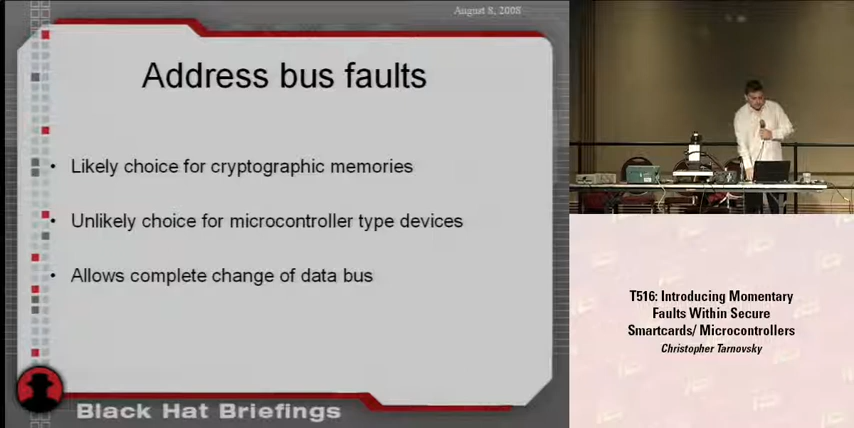 August 8, 2008
Address bus faults
• Likely choice for cryptographic memories
• Unlikely choice for microcontroller type devices
• Allows complete change of data bus
Black Hat Briefings
T516: Introducing Momentary
Faults Within Secure
Smartcards/ Microcontrollers
Christopher Tarnovsky